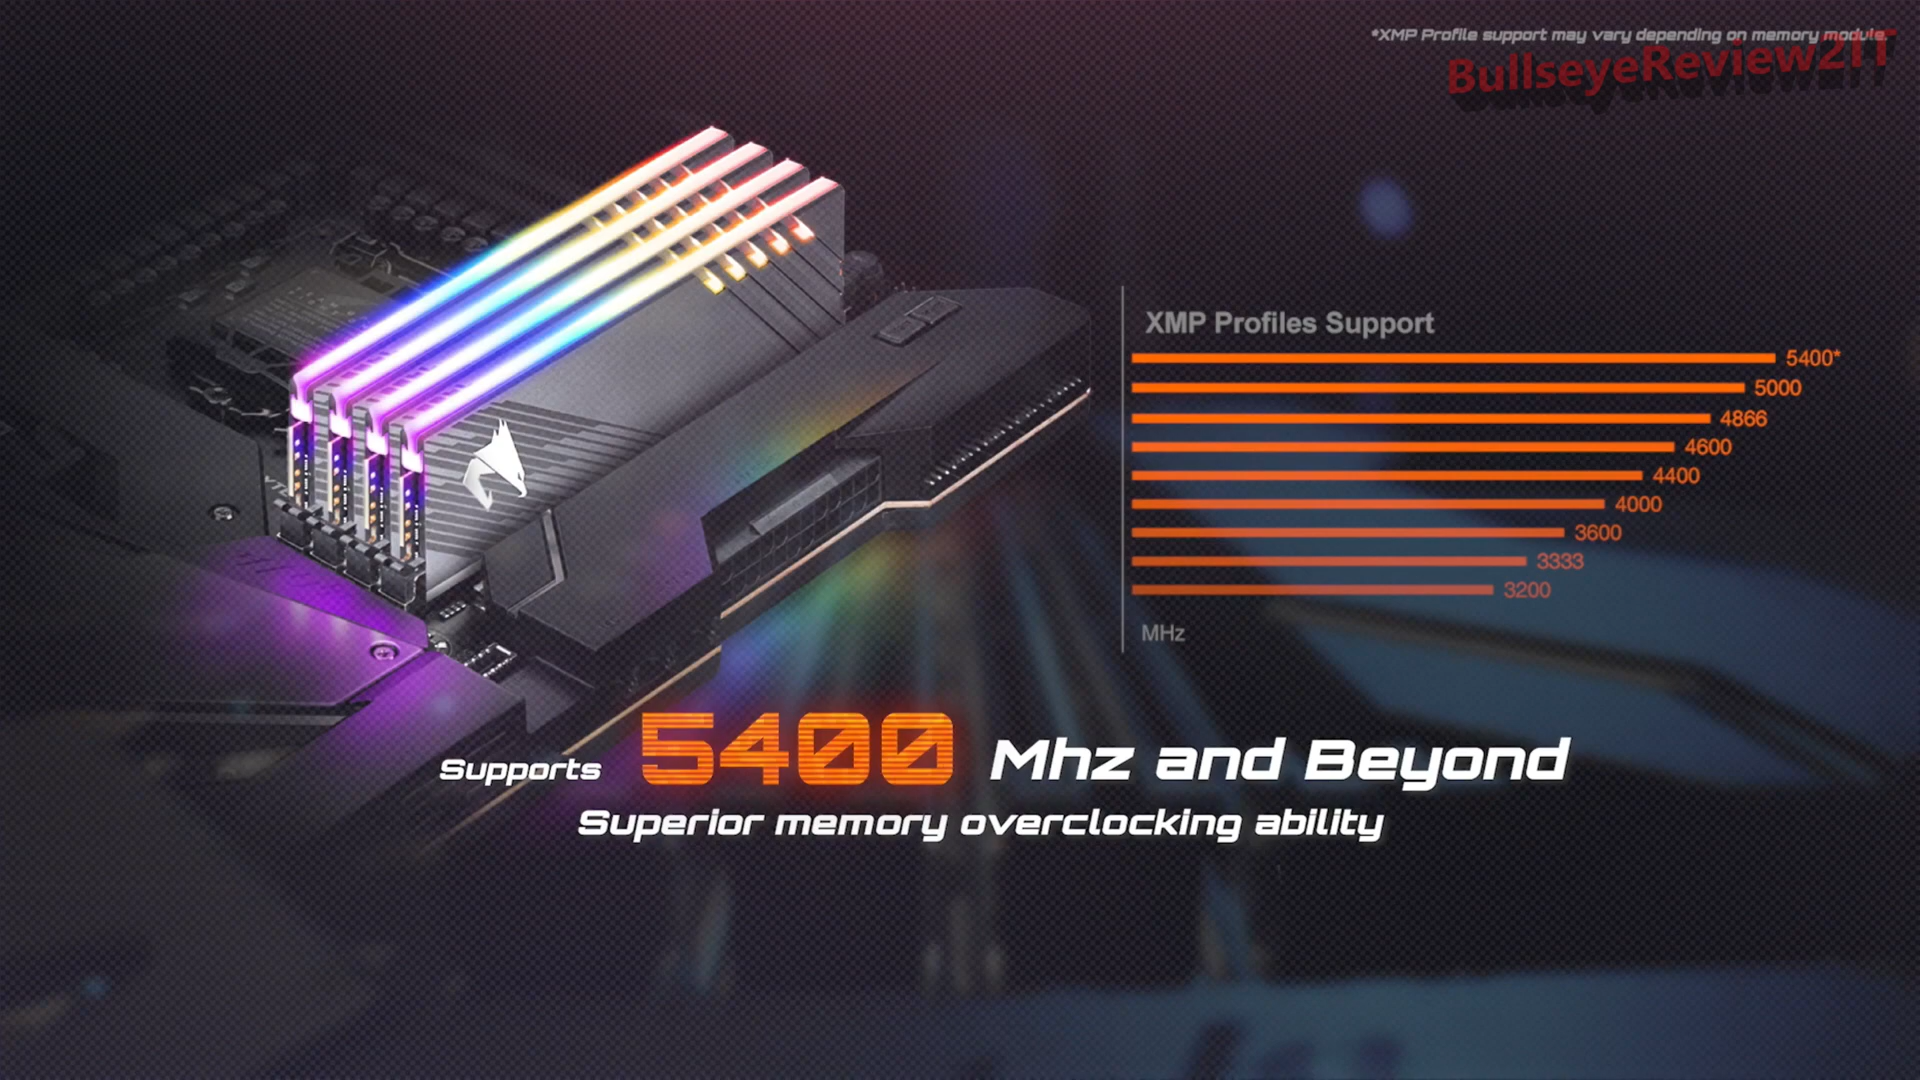 *XMP Profile support may vary depending on memory module.
BullseyeReview2IT
XMP Profiles Support
5400*
5000
4866
4600
4400
4000
3600
3333
3200
MHz
Supports 5400 Mhz and Beyond
Superior memory overclocking ability